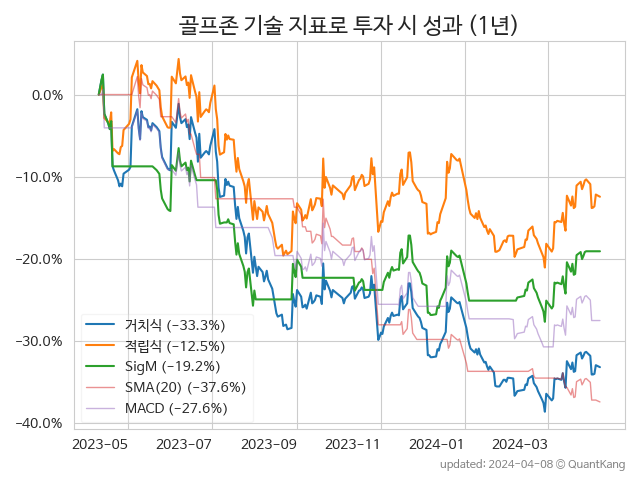 골프존 기술 지표로 투자 시 성과 (1년)
0.0%
−10.0%
−20.0%
−30.0%
−40.0%
거치식 (−33.3%)
적립식 (−12.5%)
SigM (−19.2%)
SMA(20) (−37.6%)
MACD (−27.6%)
2023-05 2023-07 2023-09 2023-11 2024-01 2024-03
updated: 2024-04-08 © QuantKang